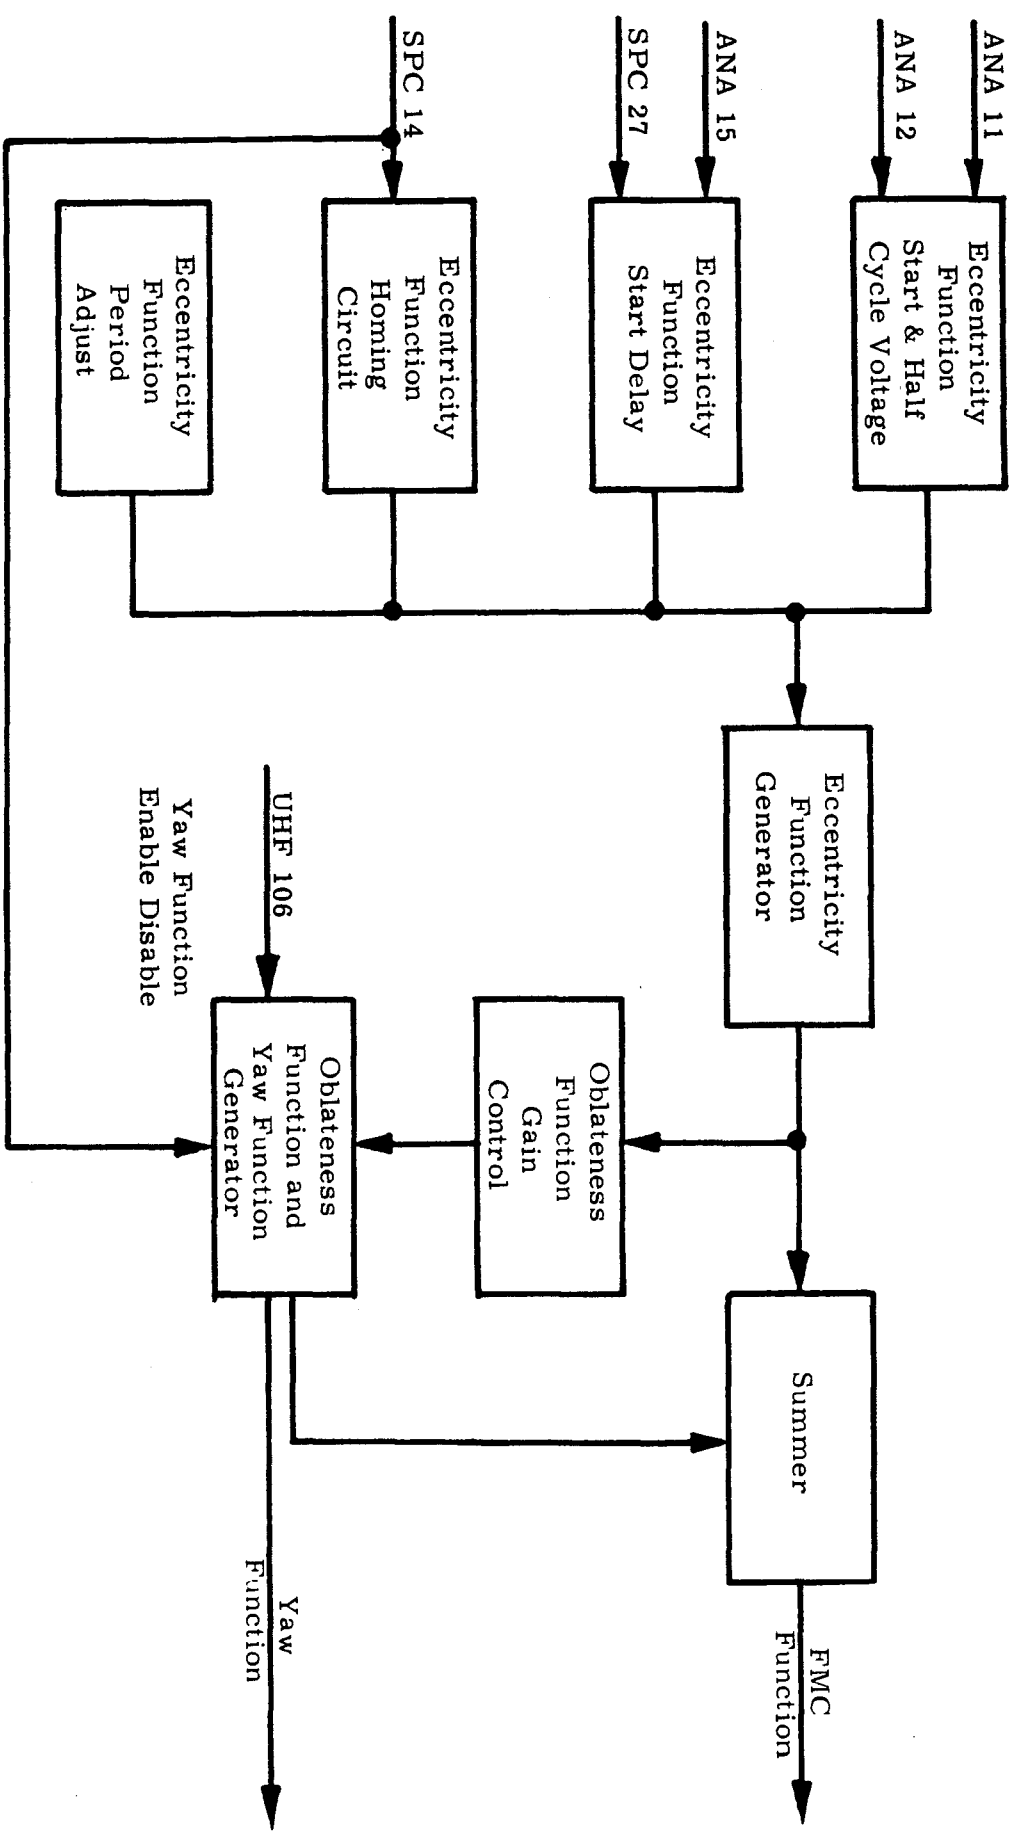 ANA 11
ANA 12
Eccentricity
Function
Start & Half
Cycle Voltage
ANA 15
SPC 27
Eccentricity
Function
Start Delay
SPC 14
Eccentricity
Function
Homing
Circuit
Eccentricity
Function
Period
Adjust
Eccentricity
Function
Generator
Oblateness
Function
Gain
Control
UHF 106
Yaw Function
Enable Disable
Oblateness
Function and
Yaw Function
Generator
Summer
FMC
Function
Yaw
Function